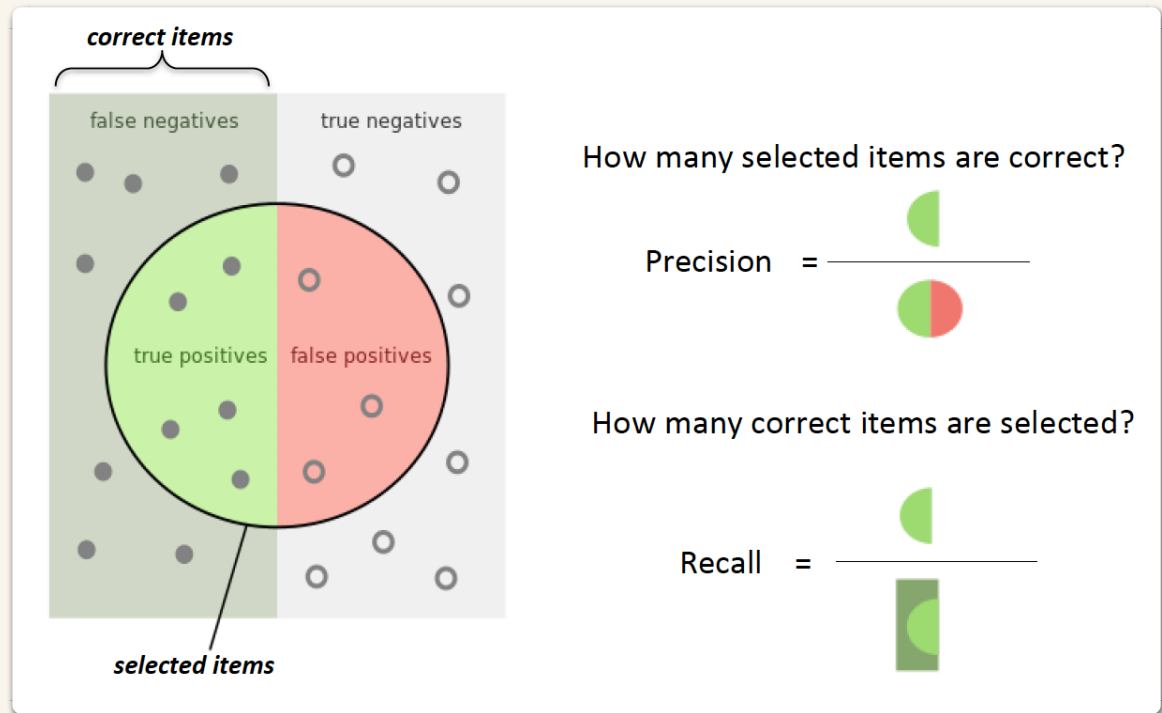 correct items
false negatives
true negatives
true positives
false positives
selected items
How many selected items are correct?
Precision =
How many correct items are selected?
Recall =